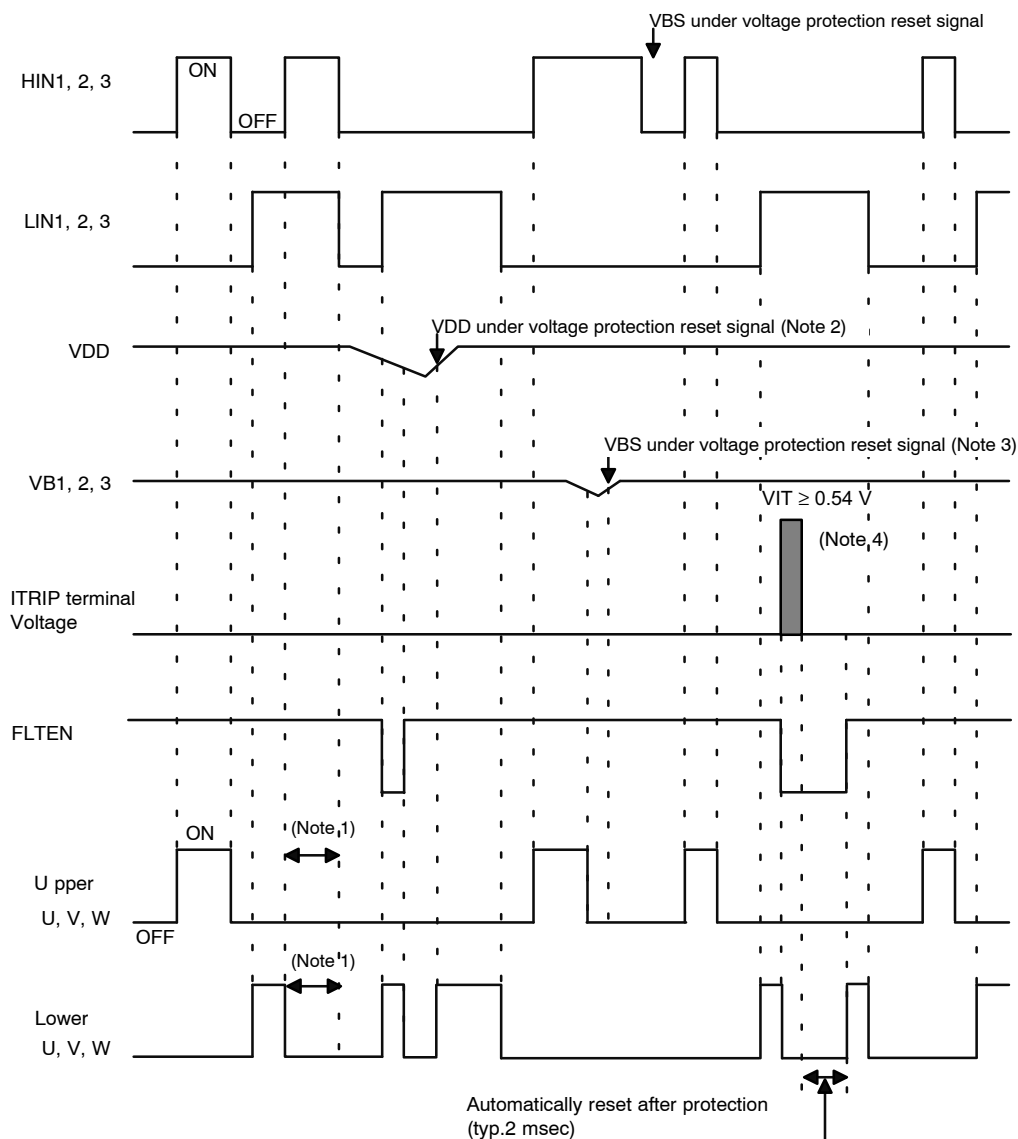 VBS under voltage protection reset signal
HIN1, 2, 3
ON
OFF
LIN1, 2, 3
VDD under voltage protection reset signal (Note 2)
VDD
VBS under voltage protection reset signal (Note 3)
VB1, 2, 3
VIT ≥ 0.54 V
(Note 4)
ITRIP terminal
Voltage
FLTEN
ON
(Note 1)
U pper
U, V, W
OFF
(Note 1)
Lower
U, V, W
Automatically reset after protection
(typ.2 msec)